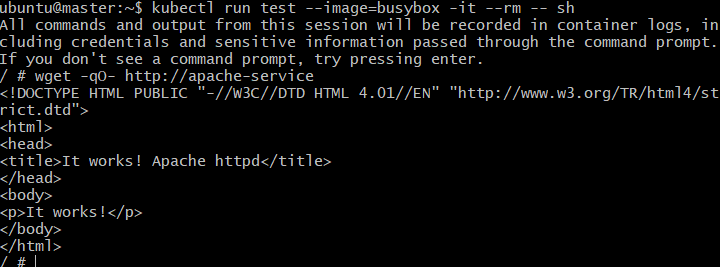 ubuntu@master:~$ kubectl run test --image=busybox -it --rm -- sh
All commands and output from this session will be recorded in container logs, in
cluding credentials and sensitive information passed through the command prompt.
If you don't see a command prompt, try pressing enter.
/ # wget -qO- http://apache-service
<!DOCTYPE HTML PUBLIC "-//W3C//DTD HTML 4.01//EN" "http://www.w3.org/TR/html4/st
rict.dtd">
<html>
<head>
<title>It works! Apache httpd</title>
</head>
<body>
<p>It works!</p>
</body>
</html>
/ #